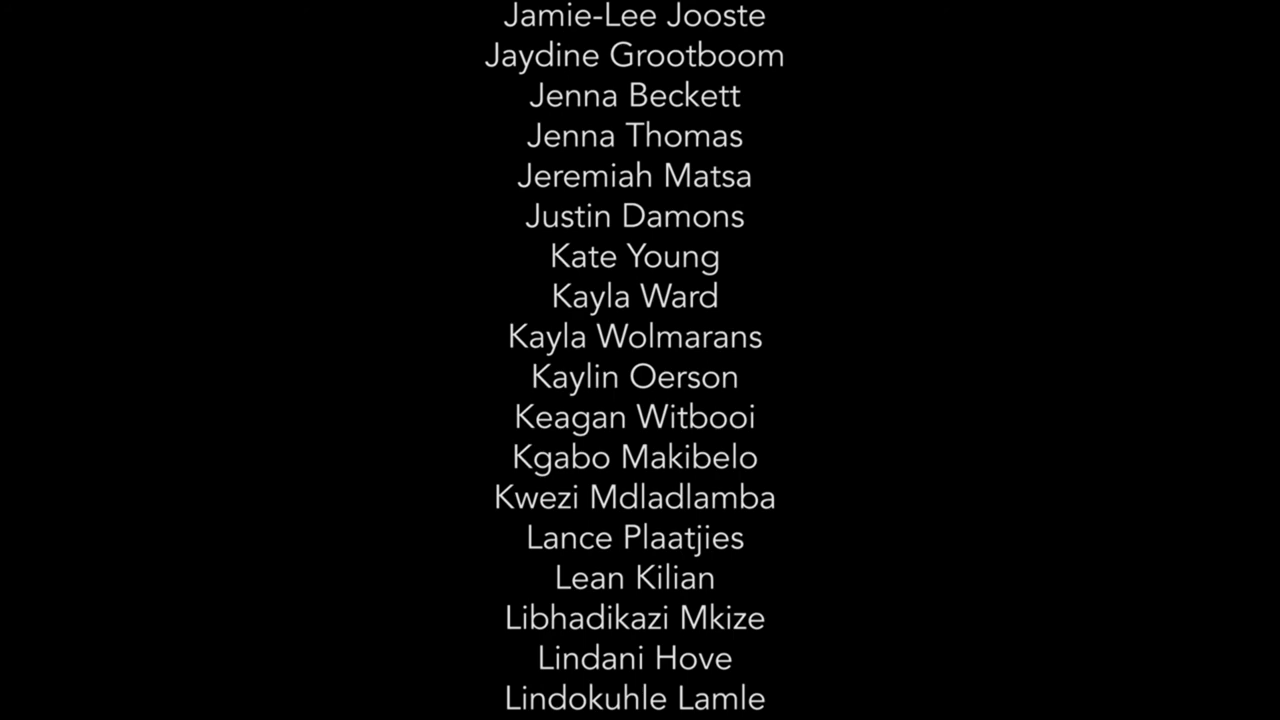 Jamie-Lee Jooste
Jaydine Grootboom
Jenna Beckett
Jenna Thomas
Jeremiah Matsa
Justin Damons
Kate Young
Kayla Ward
Kayla Wolmarans
Kaylin Oerson
Keagan Witbooi
Kgabo Makibelo
Kwezi Mdladlamba
Lance Plaatjies
Lean Kilian
Libhadikazi Mkize
Lindani Hove
Lindokuhle Lamle